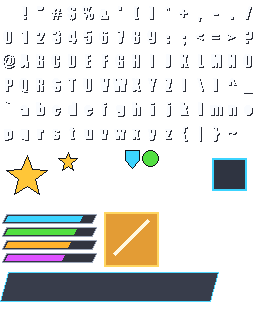 ! " # $ % & ' ( ) * + , - . /
0 1 2 3 4 5 6 7 8 9 : ; < = > ?
@ A B C D E F G H I J K L M N O
P Q R S T U V W X Y Z [ \ ] ^ _
` a b c d e f g h i j k l m n o
p q r s t u v w x y z { | } ~